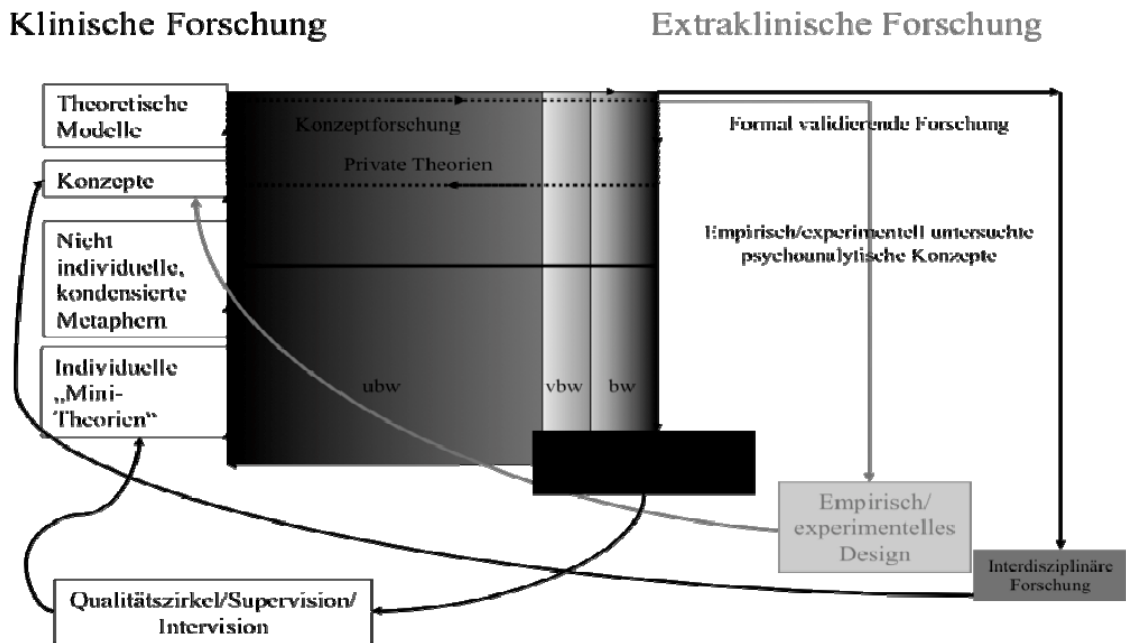 Klinische Forschung
Extraklinische Forschung
Theoretische
Modelle
Konzepte
Nicht
individuelle,
kondensierte
Metaphern
Individuelle
„Mini-
Theorien“
Konzeptforschung
Private Theorien
ubw
vbw
bw
Formal validierende Forschung
Empirisch/experimentell untersuchte
psychoanalytische Konzepte
Empirisch/
experimentelles
Design
Interdisziplinäre
Forschung
Qualitätszirkel/Supervision/
Intervision